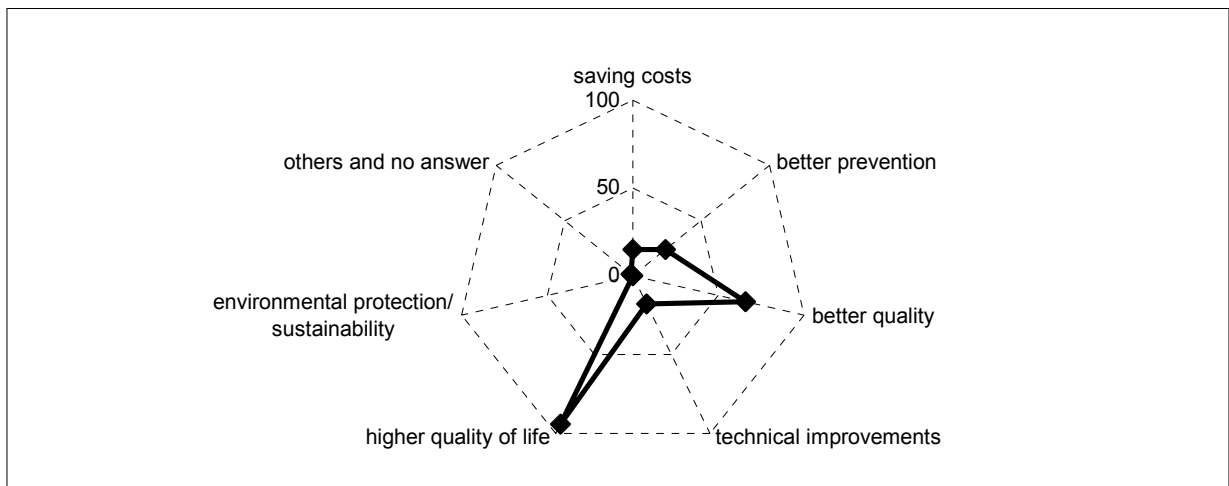 saving costs
100
others and no answer
better prevention
50
0
environmental protection/
sustainability
better quality
higher quality of life
technical improvements